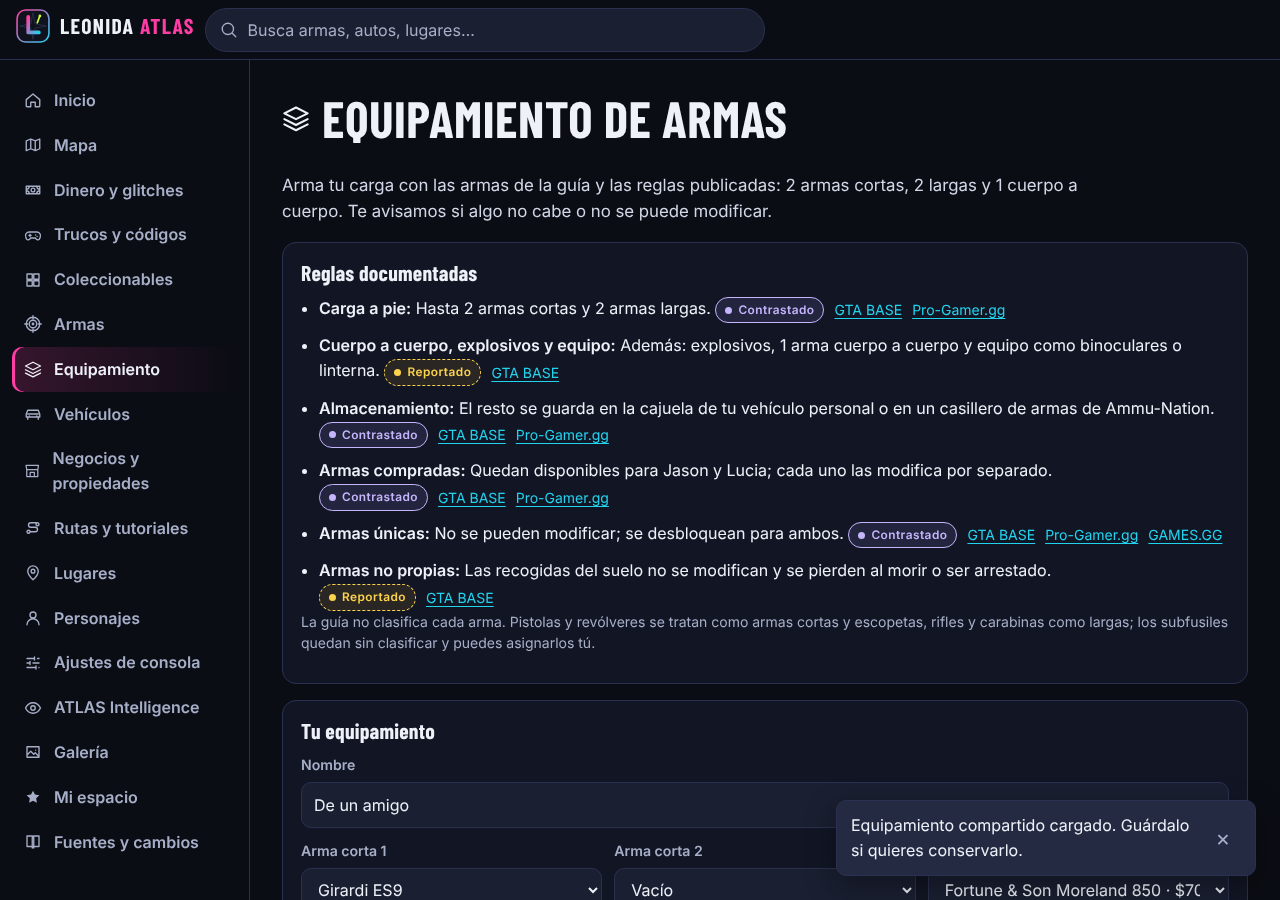 LEONIDA ATLAS
Busca armas, autos, lugares...
Inicio
Mapa
Dinero y glitches
Trucos y códigos
Coleccionables
Armas
Equipamiento
Vehículos
Negocios y
propiedades
Rutas y tutoriales
Lugares
Personajes
Ajustes de consola
ATLAS Intelligence
Galería
Mi espacio
Fuentes y cambios
EQUIPAMIENTO DE ARMAS
Arma tu carga con las armas de la guía y las reglas publicadas: 2 armas cortas, 2 largas y 1 cuerpo a
cuerpo. Te avisamos si algo no cabe o no se puede modificar.
Reglas documentadas
Carga a pie: Hasta 2 armas cortas y 2 armas largas. Contrastado GTA BASE Pro-Gamer.gg
Cuerpo a cuerpo, explosivos y equipo: Además: explosivos, 1 arma cuerpo a cuerpo y equipo como binoculares o
linterna. Reportado GTA BASE
Almacenamiento: El resto se guarda en la cajuela de tu vehículo personal o en un casillero de armas de Ammu-Nation.
Contrastado GTA BASE Pro-Gamer.gg
Armas compradas: Quedan disponibles para Jason y Lucia; cada uno las modifica por separado.
Contrastado GTA BASE Pro-Gamer.gg
Armas únicas: No se pueden modificar; se desbloquean para ambos. Contrastado GTA BASE Pro-Gamer.gg GAMES.GG
Armas no propias: Las recogidas del suelo no se modifican y se pierden al morir o ser arrestado.
Reportado GTA BASE
La guía no clasifica cada arma. Pistolas y revólveres se tratan como armas cortas y escopetas, rifles y carabinas como largas; los subfusiles
quedan sin clasificar y puedes asignarlos tú.
Tu equipamiento
Nombre
De un amigo
Arma corta 1
Arma corta 2
Girardi ES9
Vacío
Fortune & Son Moreland 850 · $70
Equipamiento compartido cargado. Guárdalo
si quieres conservarlo.